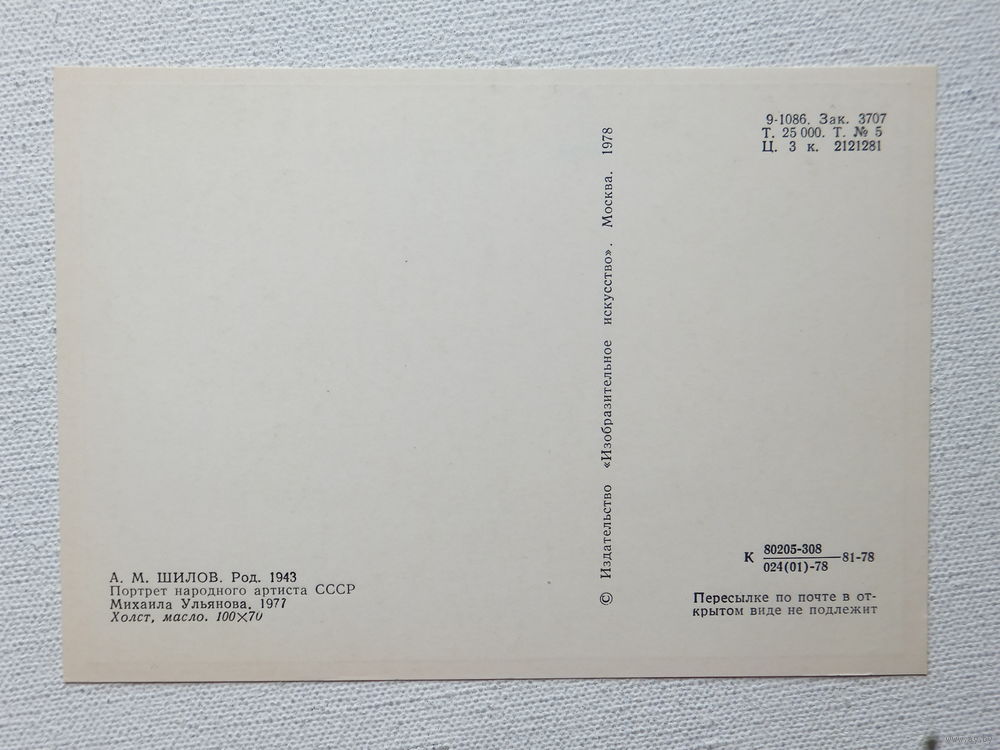 9-1086. Зак. 3707
Т. 25 000. Т. № 5
Ц. 3 к. 2121281
© Издательство «Изобразительное искусство». Москва. 1978
К 80205-308
024(01)-78 81-78
А. М. ШИЛОВ. Род. 1943
Портрет народного артиста СССР
Михаила Ульянова. 1977
Холст, масло. 100×70
Пересылке по почте в от-
крытом виде не подлежит